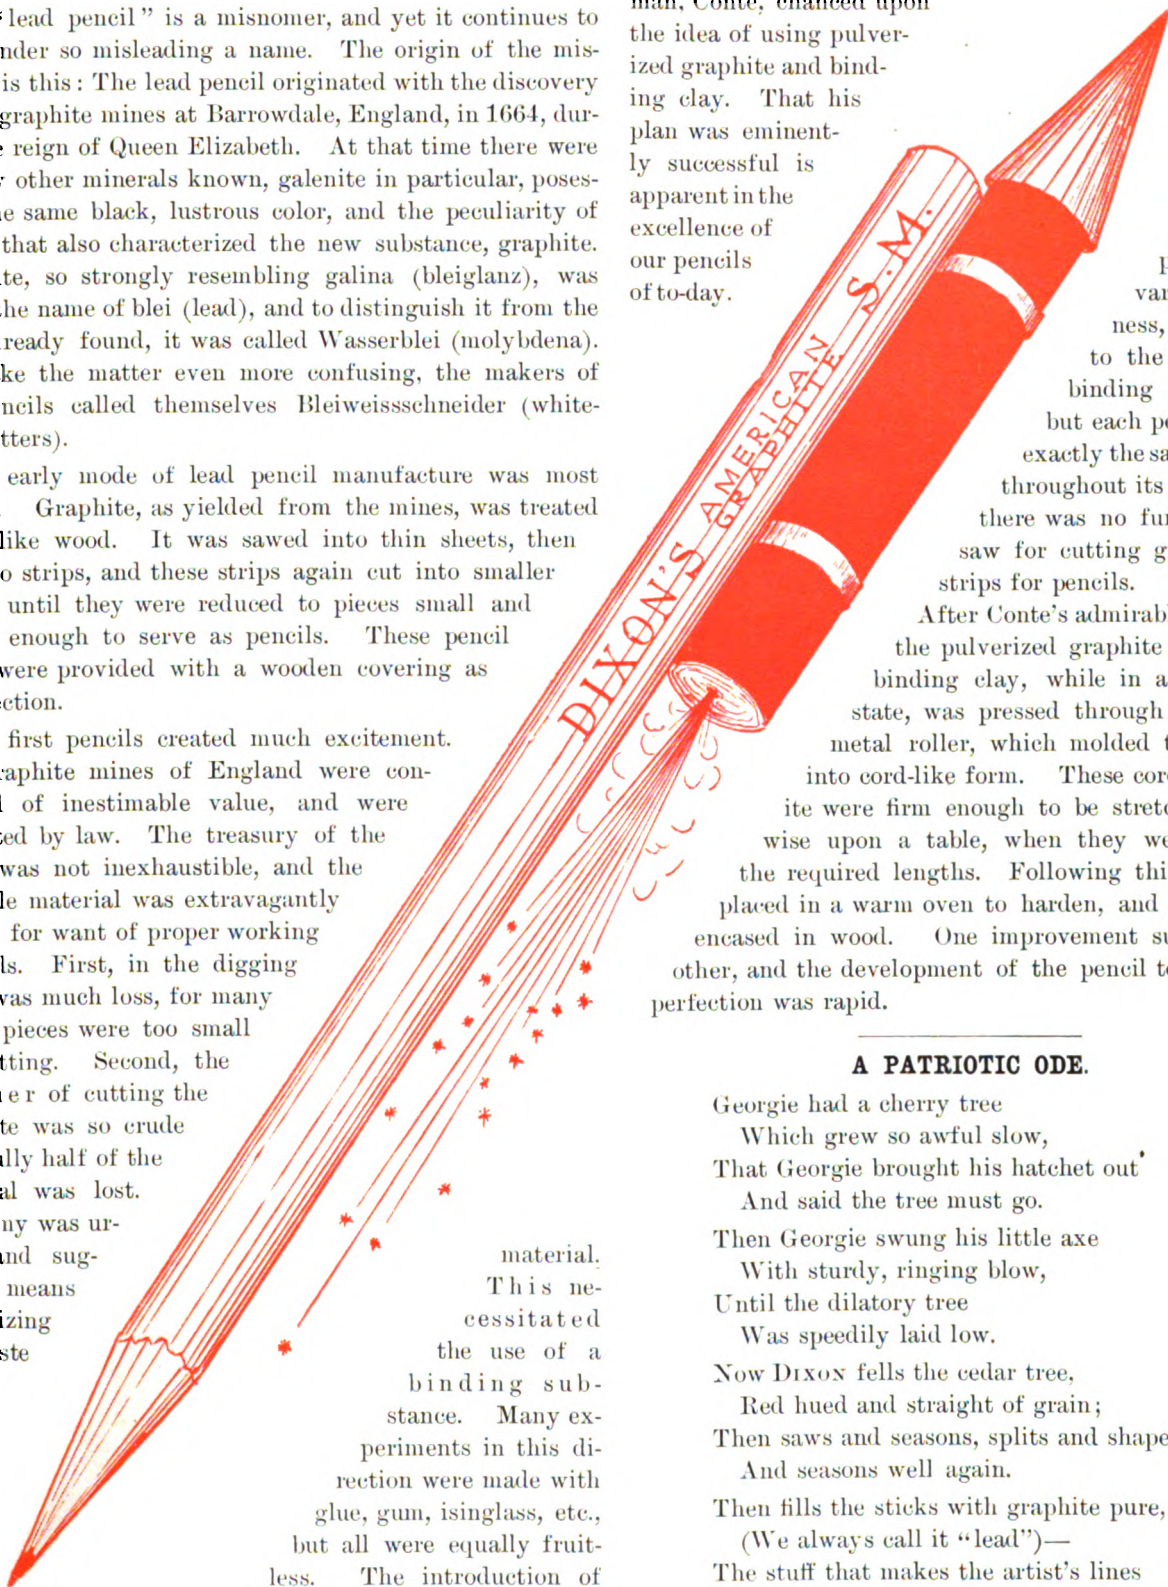 lead pencil” is a misnomer, and yet it continues to
so misleading a name. The origin of the mis-
is this : The lead pencil originated with the discovery
graphite mines at Barrowdale, England, in 1664, dur-
reign of Queen Elizabeth. At that time there were
other minerals known, galenite in particular, poses-
same black, lustrous color, and the peculiarity of
that also characterized the new substance, graphite.
so strongly resembling galina (bleiglanz), was
the name of blei (lead), and to distinguish it from the
ready found, it was called Wasserblei (molybdena).
the matter even more confusing, the makers of
called themselves Bleiweissschneider (white-
tters).
early mode of lead pencil manufacture was most
Graphite, as yielded from the mines, was treated
like wood. It was sawed into thin sheets, then
strips, and these strips again cut into smaller
until they were reduced to pieces small and
enough to serve as pencils. These pencil
were provided with a wooden covering as
ction.
first pencils created much excitement.
raphite mines of England were con-
of inestimable value, and were
ted by law. The treasury of the
was not inexhaustible, and the
le material was extravagantly
for want of proper working
ls. First, in the digging
was much loss, for many
pieces were too small
tting. Second, the
er of cutting the
te was so crude
lly half of the
al was lost.
ny was ur-
and sug-
means
izing
ste
material.
This ne-
cessitated
the use of a
binding sub-
stance. Many ex-
periments in this di-
rection were made with
glue, gum, isinglass, etc.,
but all were equally fruit-
less. The introduction of
man, Conte, chanced upon
the idea of using pulver-
ized graphite and bind-
ing clay. That his
plan was eminent-
ly successful is
apparent in the
excellence of
our pencils
of to-day.
DIXON'S AMERICAN GRAPHITE S.M.
var
ness,
to the
binding
but each pe
exactly the sa
throughout its
there was no fur
saw for cutting g
strips for pencils.
After Conte's admirab
the pulverized graphite
binding clay, while in a
state, was pressed through
metal roller, which molded t
into cord-like form. These cor
ite were firm enough to be stretc
wise upon a table, when they we
the required lengths. Following thi
placed in a warm oven to harden, and
encased in wood. One improvement su
other, and the development of the pencil t
perfection was rapid.
A PATRIOTIC ODE.
Georgie had a cherry tree
Which grew so awful slow,
That Georgie brought his hatchet out
And said the tree must go.
Then Georgie swung his little axe
With sturdy, ringing blow,
Until the dilatory tree
Was speedily laid low.
Now DIXON fells the cedar tree,
Red hued and straight of grain;
Then saws and seasons, splits and shape
And seasons well again.
Then fills the sticks with graphite pure,
(We always call it “lead”)—
The stuff that makes the artist's lines